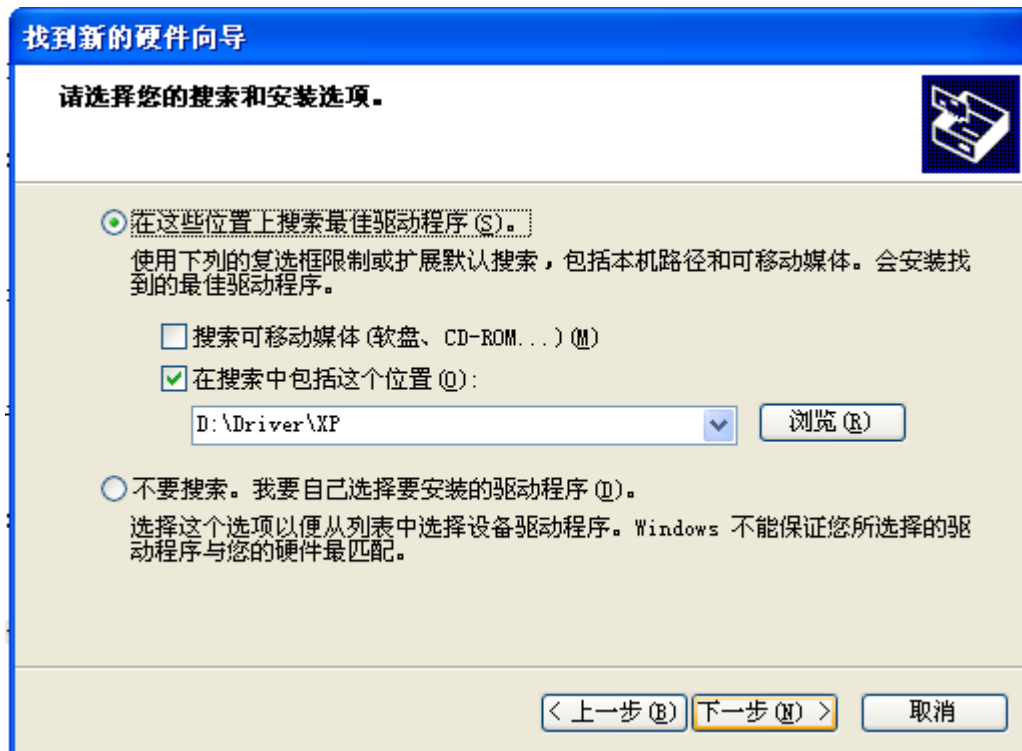 找到新的硬件向导
请选择您的搜索和安装选项。
在这些位置上搜索最佳驱动程序(S)。
使用下列的复选框限制或扩展默认搜索，包括本机路径和可移动媒体。会安装找
到的最佳驱动程序。
搜索可移动媒体(软盘、CD-ROM...)(M)
在搜索中包括这个位置(O):
D:\Driver\XP
浏览(R)
不要搜索。我要自己选择要安装的驱动程序(D)。
选择这个选项以便从列表中选择设备驱动程序。Windows 不能保证您所选择的驱
动程序与您的硬件最匹配。
< 上一步(B) 下一步(N) > 取消